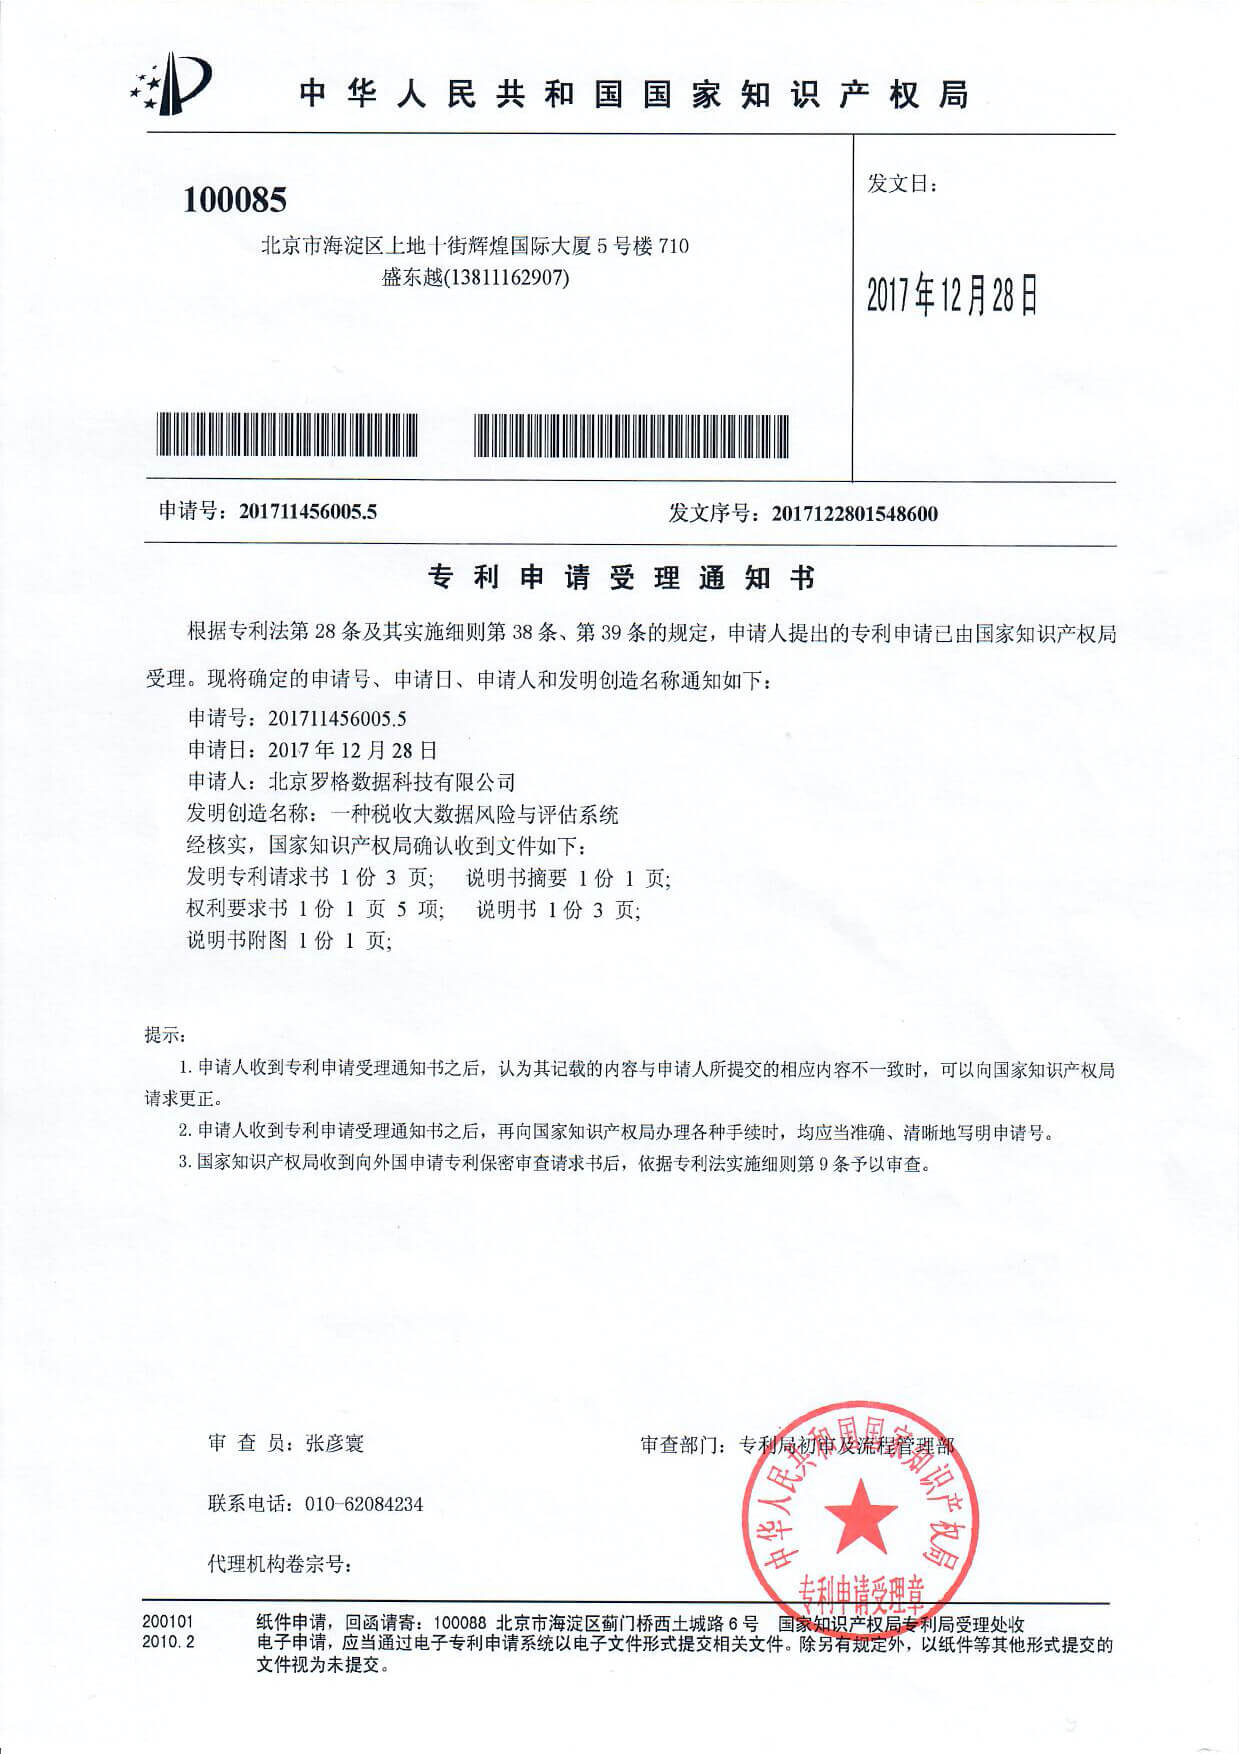 中华人民共和国国家知识产权局
100085
北京市海淀区上地十街辉煌国际大厦 5 号楼 710
盛东越(13811162907)
发文日：
2017年12月28日
申请号：201711456005.5
发文序号：2017122801548600
专利申请受理通知书
根据专利法第 28 条及其实施细则第 38 条、第 39 条的规定，申请人提出的专利申请已由国家知识产权局
受理。现将确定的申请号、申请日、申请人和发明创造名称通知如下：
申请号：201711456005.5
申请日：2017 年 12 月 28 日
申请人：北京罗格数据科技有限公司
发明创造名称：一种税收大数据风险与评估系统
经核实，国家知识产权局确认收到文件如下：
发明专利请求书 1 份 3 页； 说明书摘要 1 份 1 页；
权利要求书 1 份 1 页 5 项； 说明书 1 份 3 页；
说明书附图 1 份 1 页；
提示：
1. 申请人收到专利申请受理通知书之后，认为其记载的内容与申请人所提交的相应内容不一致时，可以向国家知识产权局
请求更正。
2. 申请人收到专利申请受理通知书之后，再向国家知识产权局办理各种手续时，均应当准确、清晰地写明申请号。
3. 国家知识产权局收到向外国申请专利保密审查请求书后，依据专利法实施细则第 9 条予以审查。
审 查 员：张彦寰
审查部门：专利局初审及流程管理部
联系电话：010-62084234
代理机构卷宗号：
中华人民共和国国家知识产权局
专利申请受理章
200101
2010.2
纸件申请，回函请寄：100088 北京市海淀区蓟门桥西土城路 6 号 国家知识产权局专利局受理处收
电子申请，应当通过电子专利申请系统以电子文件形式提交相关文件。除另有规定外，以纸件等其他形式提交的
文件视为未提交。